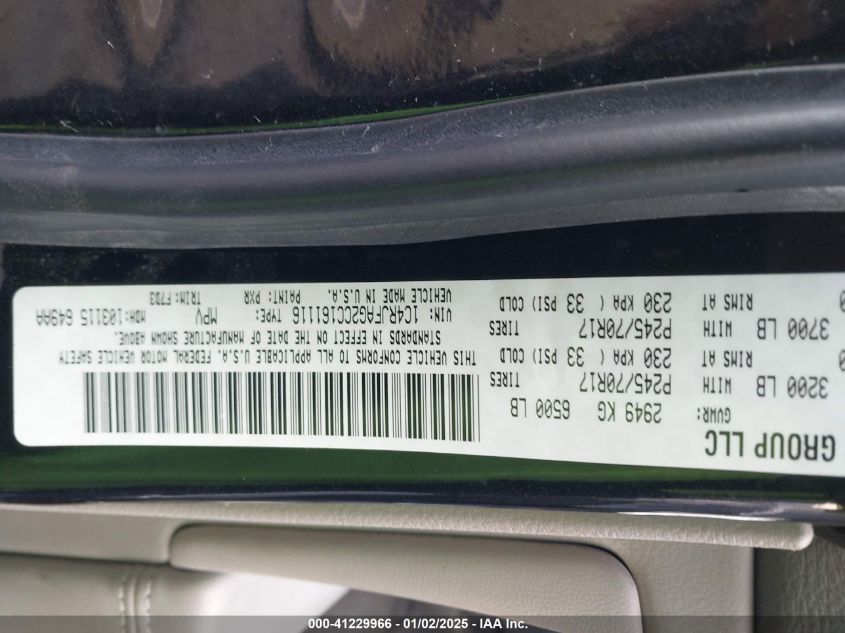 GROUP LLC
GVWR: 2949 KG 6500 LB
3200 LB WITH P245/70R17 TIRES
RIMS AT 230 KPA ( 33 PSI) COLD
3700 LB WITH P245/70R17 TIRES
RIMS AT 230 KPA ( 33 PSI) COLD
THIS VEHICLE CONFORMS TO ALL APPLICABLE U.S.A. FEDERAL MOTOR VEHICLE SAFETY
STANDARDS IN EFFECT ON THE DATE OF MANUFACTURE SHOWN ABOVE.
VIN: 1C4RJFAG2CC161116 TYPE: MPV MDH:103115 649AA
VEHICLE MADE IN U.S.A. PAINT: PXR TRIM:F7D3
000-41229966 - 01/02/2025 - IAA Inc.